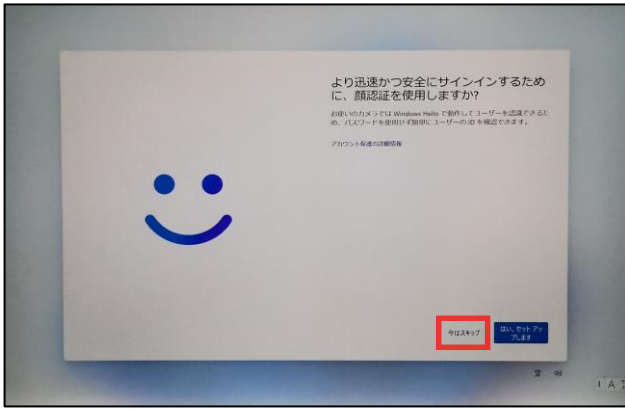 より迅速かつ安全にサインインするため
に、顔認証を使用しますか?
お使いのカメラでは Windows Hello で動作してユーザーを認識できるた
め、パスワードを使用せず簡単にユーザーの ID を確認できます。
アカウント保護の詳細情報
今はスキップ
はい、セット アッ
プします
I A